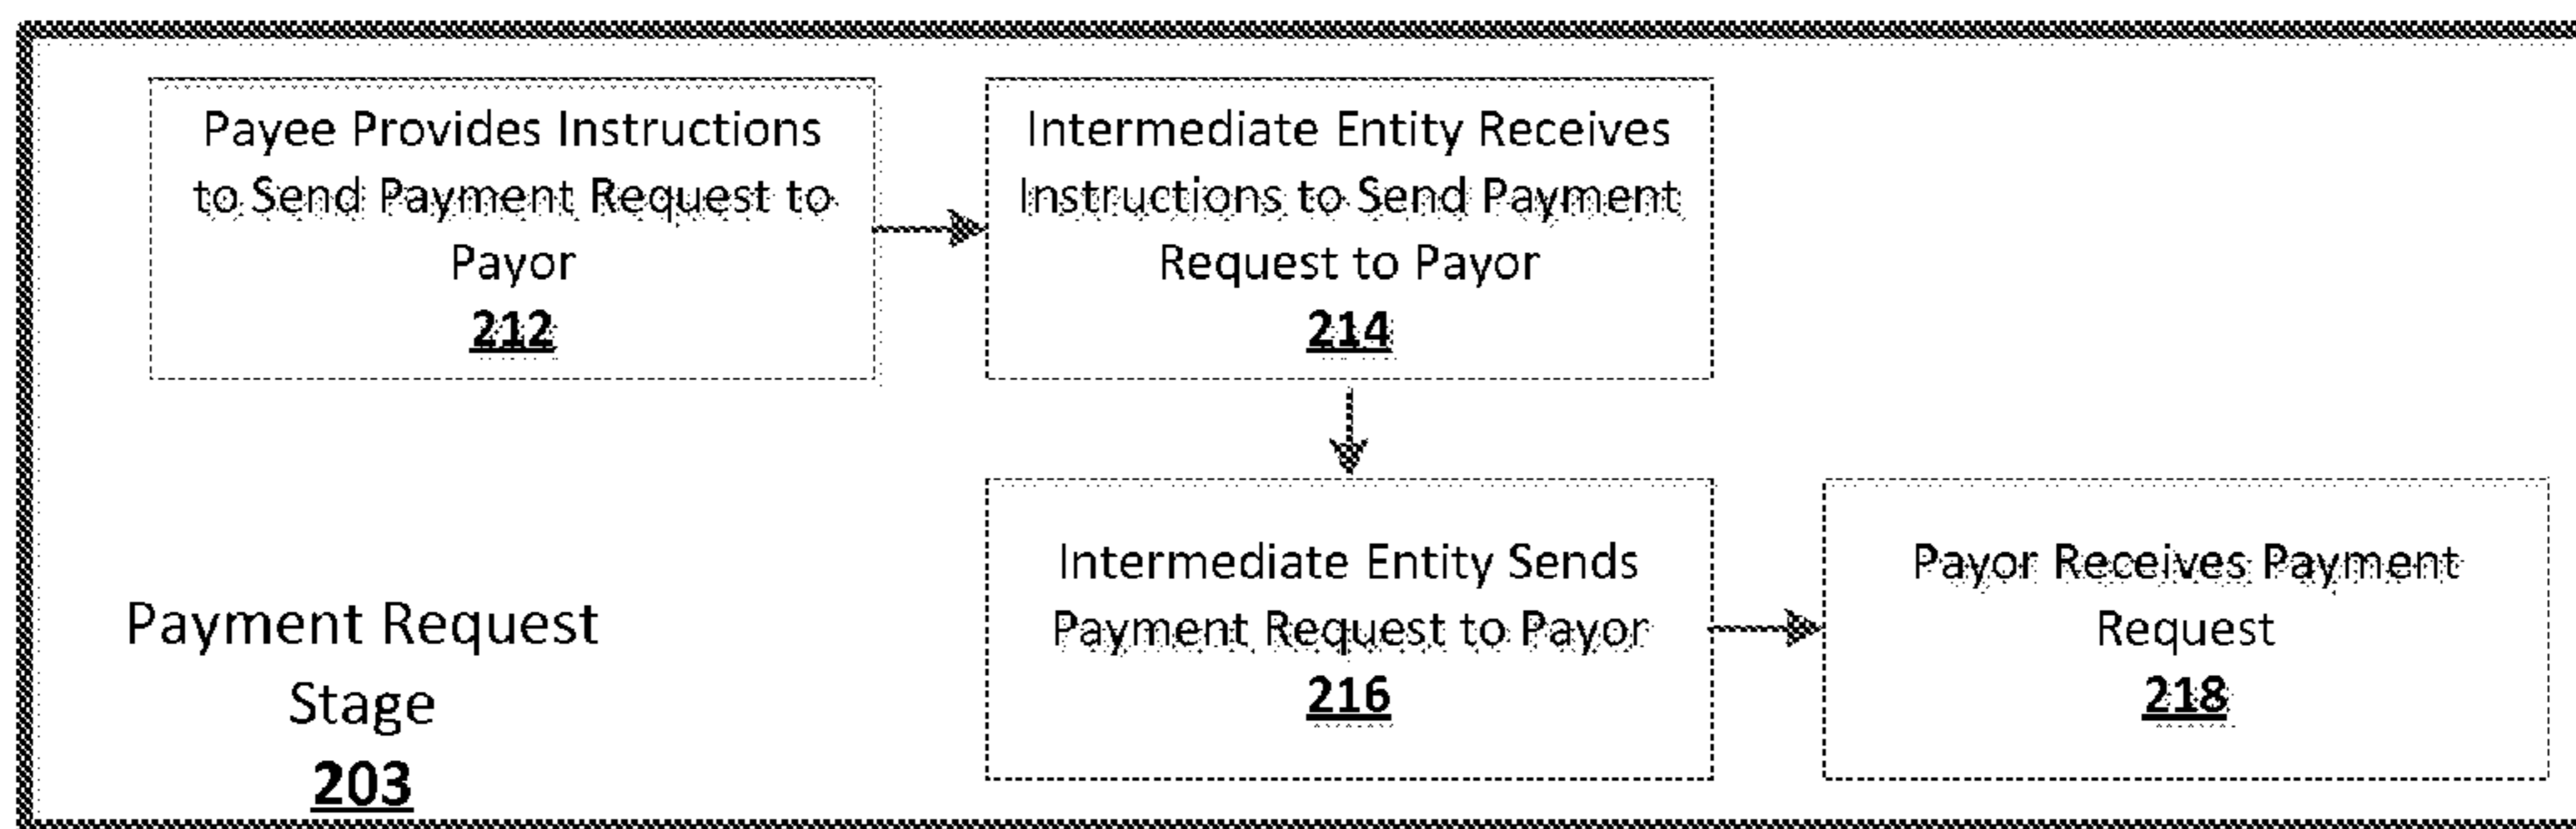 Payee Provides Instructions
to Send Payment Request to
Payor
212
Intermediate Entity Receives
Instructions to Send Payment
Request to Payor
214
Intermediate Entity Sends
Payment Request to Payor
216
Payor Receives Payment
Request
218
Payment Request
Stage
203